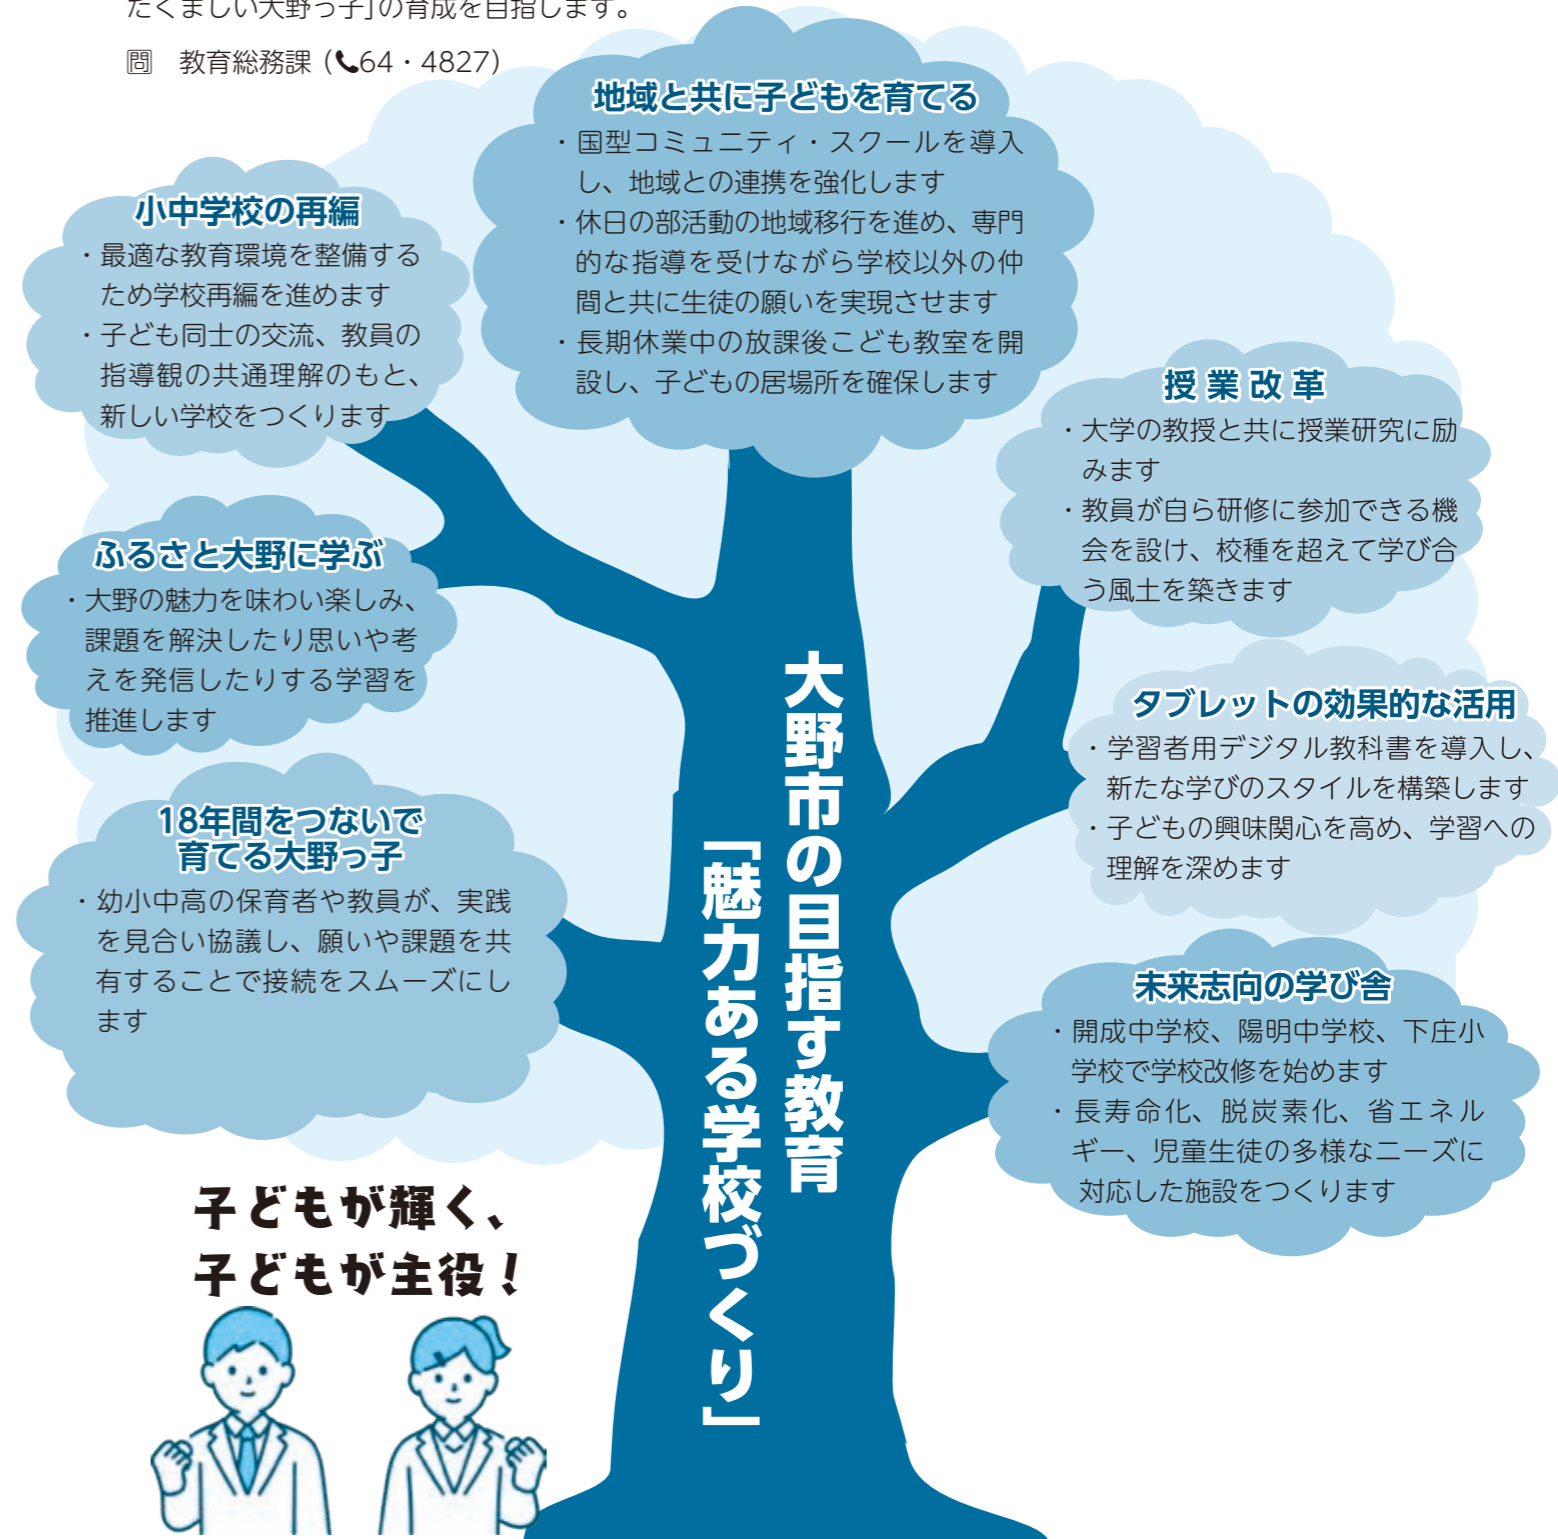 たくましい大野っ子」の育成を目指します。
問 教育総務課（📞64・4827）
地域と共に子どもを育てる
・国型コミュニティ・スクールを導入
し、地域との連携を強化します
・休日の部活動の地域移行を進め、専門
的な指導を受けながら学校以外の仲
間と共に生徒の願いを実現させます
・長期休業中の放課後こども教室を開
設し、子どもの居場所を確保します
小中学校の再編
・最適な教育環境を整備する
ため学校再編を進めます
・子ども同士の交流、教員の
指導観の共通理解のもと、
新しい学校をつくります
授業改革
・大学の教授と共に授業研究に励
みます
・教員が自ら研修に参加できる機
会を設け、校種を超えて学び合
う風土を築きます
ふるさと大野に学ぶ
・大野の魅力を味わい楽しみ、
課題を解決したり思いや考
えを発信したりする学習を
推進します
タブレットの効果的な活用
・学習者用デジタル教科書を導入し、
新たな学びのスタイルを構築します
・子どもの興味関心を高め、学習への
理解を深めます
18年間をつないで
育てる大野っ子
・幼小中高の保育者や教員が、実践
を見合い協議し、願いや課題を共
有することで接続をスムーズにし
ます
未来志向の学び舎
・開成中学校、陽明中学校、下庄小
学校で学校改修を始めます
・長寿命化、脱炭素化、省エネル
ギー、児童生徒の多様なニーズに
対応した施設をつくります
大野市の目指す教育
「魅力ある学校づくり」
子どもが輝く、
子どもが主役！